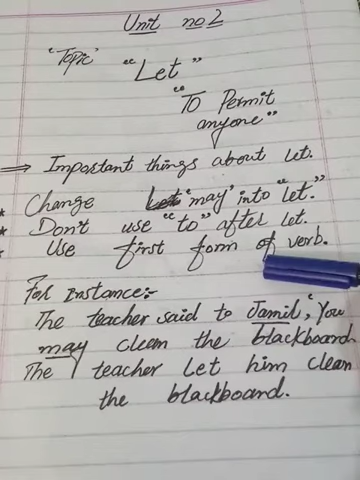 Unit no 2
'Topic'
"Let"
"To Permit
anyone"
⇒ Important things about let.
* Change 'may' into "let."
* Don't use "to" after let.
* Use first form of verb.
For Instance:-
The teacher said to Jamil, 'You
may clean the blackboard
The teacher Let him clean
the blackboard.